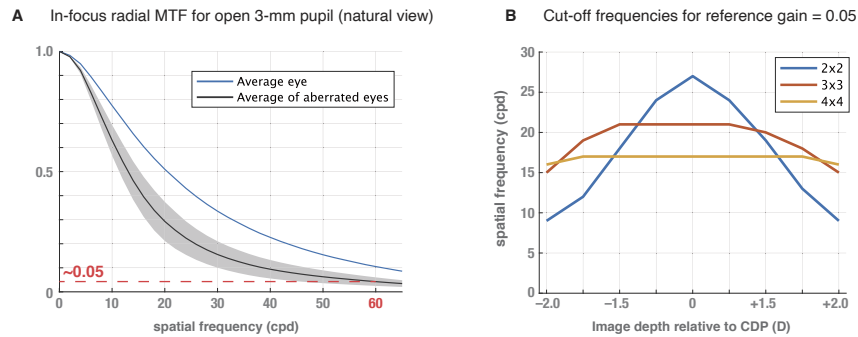 A In-focus radial MTF for open 3-mm pupil (natural view)
1.0
0.5
0
~0.05
Average eye
Average of aberrated eyes
0 10 20 30 40 50 60
spatial frequency (cpd)
B Cut-off frequencies for reference gain = 0.05
spatial frequency (cpd)
30
25
20
15
10
5
0
2x2
3x3
4x4
−2.0 −1.5 0 +1.5 +2.0
Image depth relative to CDP (D)